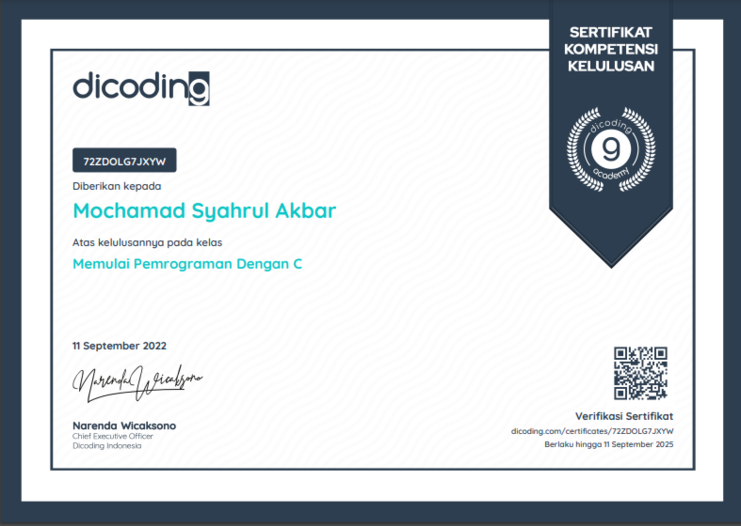 SERTIFIKAT
KOMPETENSI
KELULUSAN
dicoding
dicoding
academy
72ZDOLG7JXYW
Diberikan kepada
Mochamad Syahrul Akbar
Atas kelulusannya pada kelas
Memulai Pemrograman Dengan C
11 September 2022
Narenda Wicaksono
Narenda Wicaksono
Chief Executive Officer
Dicoding Indonesia
Verifikasi Sertifikat
dicoding.com/certificates/72ZDOLG7JXYW
Berlaku hingga 11 September 2025